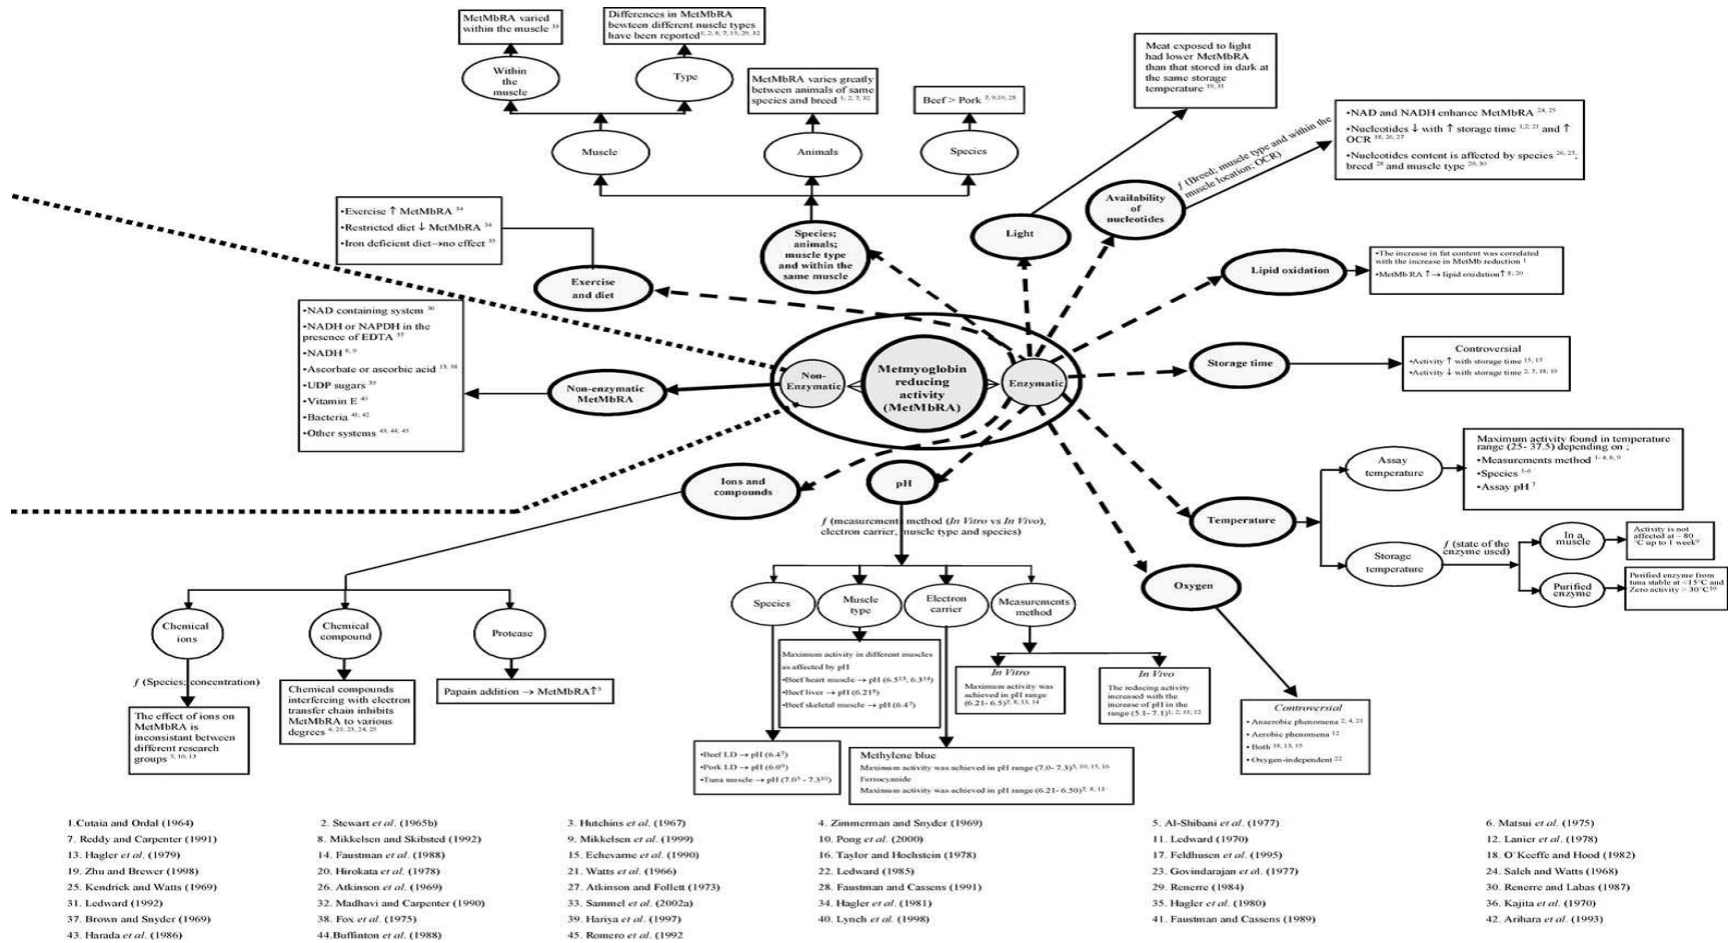 MetMbRA varied
within the muscle 33
Differences in MetMbRA
bewteen different muscle types
have been reported 1, 2, 6, 7, 15, 29, 32
Within
the
muscle
Type
MetMbRA varies greatly
between animals of same
species and breed 1, 2, 7, 32
Beef > Pork 7, 9,19, 28
Muscle
Animals
Species
Meat exposed to light
had lower MetMbRA
than that stored in dark at
the same storage
temperature 19, 31
ƒ (Breed; muscle type and within the
muscle location; OCR)
•NAD and NADH enhance MetMbRA 24, 25
•Nucleotides ↓ with ↑ storage time 1,2, 21 and ↑
OCR 18, 26, 27
•Nucleotides content is affected by species 26, 27,
breed 28 and muscle type 29, 30
Availability
of
nucleotides
Light
Species;
animals;
muscle type
and within the
same muscle
•Exercise ↑ MetMbRA 34
•Restricted diet ↓ MetMbRA 34
•Iron deficient diet→no effect 35
Exercise
and diet
Lipid oxidation
•The increase in fat content was correlated
with the increase in MetMb reduction 1
•MetMb RA ↑→ lipid oxidation↑ 8, 20
•NAD containing system 36
•NADH or NAPDH in the
presence of EDTA 37
•NADH 8, 9
•Ascorbate or ascorbic acid 13, 38
•UDP sugars 39
•Vitamin E 40
•Bacteria 41, 42
•Other systems 43, 44, 45
Non-enzymatic
MetMbRA
Non-
Enzymatic
Metmyoglobin
reducing
activity
(MetMbRA)
Enzymatic
Storage time
Controversial
•Activity ↑ with storage time 15, 17
•Activity ↓ with storage time 2, 7, 18, 19
Ions and
compounds
pH
ƒ (measurements method (In Vitro vs In Vivo),
electron carrier, muscle type and species)
Temperature
Assay
temperature
Maximum activity found in temperature
range (25- 37.5) depending on ;
•Measurements method 1- 4, 8, 9
•Species 1-6
•Assay pH 3
Storage
temperature
ƒ (state of the
enzyme used)
In a
muscle
Activity is not
affected at – 80
°C up to 1 week9
Purified
enzyme
Purified enzyme from
tuna stable at <15°C and
Zero activity > 30°C10
Oxygen
Controversial
• Anaerobic phenomena 2, 4, 21
• Aerobic phenomena 12
• Both 18, 13, 15
• Oxygen-independent 22
Chemical
ions
Chemical
compound
Protease
ƒ (Species; concentration)
The effect of ions on
MetMbRA is
inconsistant between
different research
groups 5, 10, 13
Chemical compounds
interfering with electron
transfer chain inhibits
MetMbRA to various
degrees 4, 21, 23, 24, 25
Papain addition → MetMbRA↑3
Species
Muscle
type
Electron
carrier
Measurements
method
Maximum activity in different muscles
as affected by pH
•Beef heart muscle → pH (6.513; 6.314)
•Beef liver → pH (6.218)
•Beef skeletal muscle → pH (6.47)
In Vitro
Maximum activity was
achieved in pH range
(6.21- 6.5)7, 8, 13, 14
In Vivo
The reducing activity
increased with the
increase of pH in the
range (5.1- 7.1)1, 2, 11, 12
•Beef LD → pH (6.47)
•Pork LD → pH (6.09)
•Tuna muscle → pH (7.05 - 7.310)
Methylene blue
Maximum activity was achieved in pH range (7.0- 7.3)5, 10, 15, 16
Ferrocyanide
Maximum activity was achieved in pH range (6.21- 6.50)7, 8, 13
1.Cutaia and Ordal (1964)
2. Stewart et al. (1965b)
3. Hutchins et al. (1967)
4. Zimmerman and Snyder (1969)
5. Al-Shibani et al. (1977)
6. Matsui et al. (1975)
7. Reddy and Carpenter (1991)
8. Mikkelsen and Skibsted (1992)
9. Mikkelsen et al. (1999)
10. Pong et al. (2000)
11. Ledward (1970)
12. Lanier et al. (1978)
13. Hagler et al. (1979)
14. Faustman et al. (1988)
15. Echevarne et al. (1990)
16. Taylor and Hochstein (1978)
17. Feldhusen et al. (1995)
18. O`Keeffe and Hood (1982)
19. Zhu and Brewer (1998)
20. Hirokata et al. (1978)
21. Watts et al. (1966)
22. Ledward (1985)
23. Govindarajan et al. (1977)
24. Saleh and Watts (1968)
25. Kendrick and Watts (1969)
26. Atkinson et al. (1969)
27. Atkinson and Follett (1973)
28. Faustman and Cassens (1991)
29. Renerre (1984)
30. Renerre and Labas (1987)
31. Ledward (1992)
32. Madhavi and Carpenter (1990)
33. Sammel et al. (2002a)
34. Hagler et al. (1981)
35. Hagler et al. (1980)
36. Kajita et al. (1970)
37. Brown and Snyder (1969)
38. Fox et al. (1975)
39. Hariya et al. (1997)
40. Lynch et al. (1998)
41. Faustman and Cassens (1989)
42. Arihara et al. (1993)
43. Harada et al. (1986)
44.Buffinton et al. (1988)
45. Romero et al. (1992